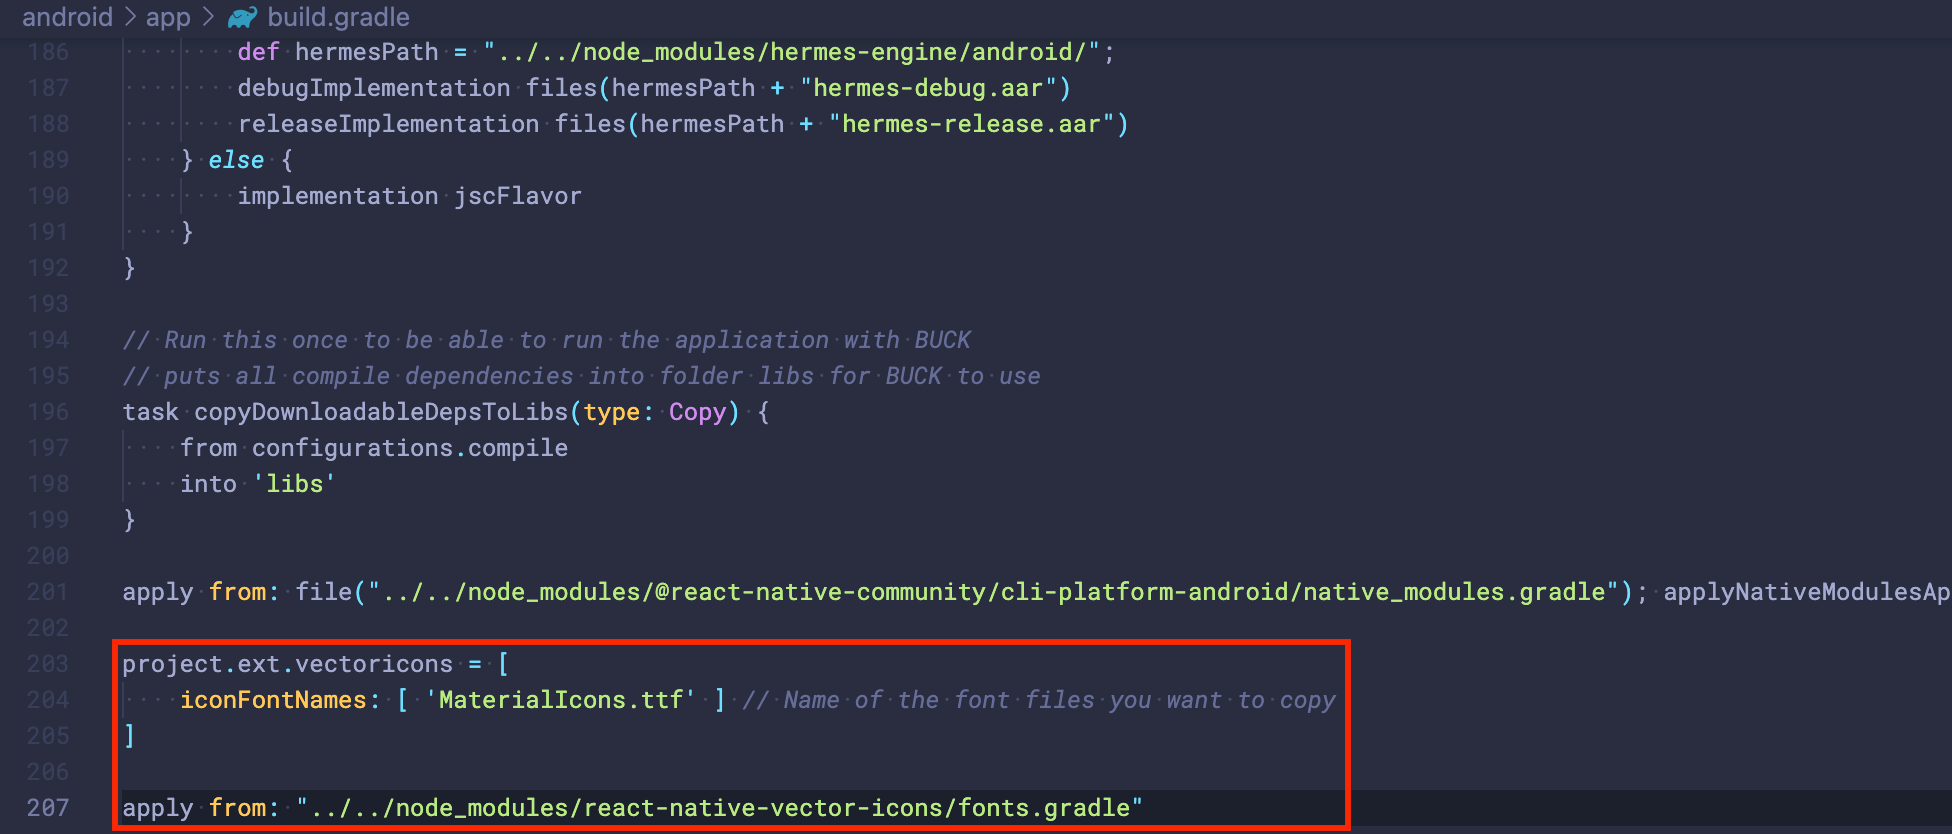 android > app > build.gradle
186 def hermesPath = "../../node_modules/hermes-engine/android/";
187 debugImplementation files(hermesPath + "hermes-debug.aar")
188 releaseImplementation files(hermesPath + "hermes-release.aar")
189 } else {
190 implementation jscFlavor
191 }
192 }
193
194 // Run this once to be able to run the application with BUCK
195 // puts all compile dependencies into folder libs for BUCK to use
196 task copyDownloadableDepsToLibs(type: Copy) {
197 from configurations.compile
198 into 'libs'
199 }
200
201 apply from: file("../../node_modules/@react-native-community/cli-platform-android/native_modules.gradle"); applyNativeModulesAp
202
203 project.ext.vectoricons = [
204 iconFontNames: [ 'MaterialIcons.ttf' ] // Name of the font files you want to copy
205 ]
206
207 apply from: "../../node_modules/react-native-vector-icons/fonts.gradle"